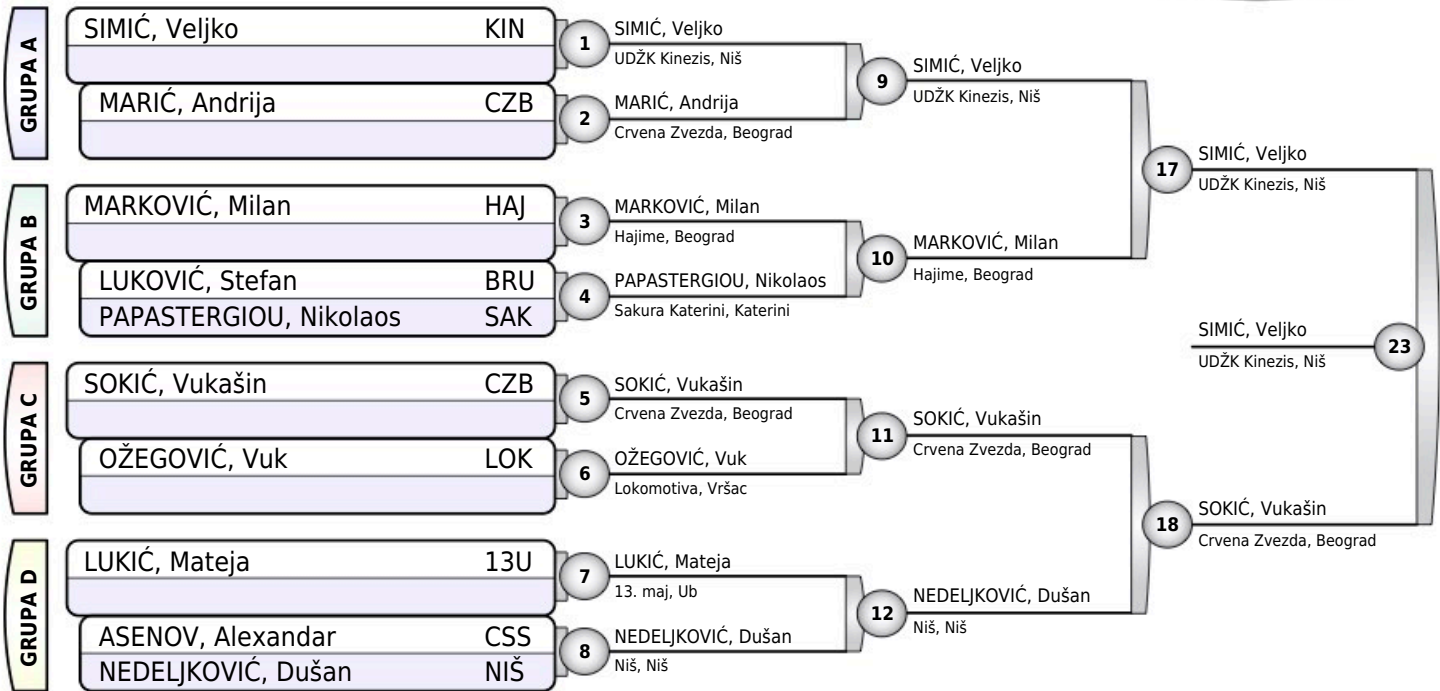 GRUPA A
SIMIĆ, Veljko KIN
MARIĆ, Andrija CZB
GRUPA B
MARKOVIĆ, Milan HAJ
LUKOVIĆ, Stefan BRU
PAPASTERGIOU, Nikolaos SAK
GRUPA C
SOKIĆ, Vukašin CZB
OŽEGOVIĆ, Vuk LOK
GRUPA D
LUKIĆ, Mateja 13U
ASENOV, Alexandar CSS
NEDELJKOVIĆ, Dušan NIŠ
1
SIMIĆ, Veljko
UDŽK Kinezis, Niš
2
MARIĆ, Andrija
Crvena Zvezda, Beograd
3
MARKOVIĆ, Milan
Hajime, Beograd
4
PAPASTERGIOU, Nikolaos
Sakura Katerini, Katerini
5
SOKIĆ, Vukašin
Crvena Zvezda, Beograd
6
OŽEGOVIĆ, Vuk
Lokomotiva, Vršac
7
LUKIĆ, Mateja
13. maj, Ub
8
NEDELJKOVIĆ, Dušan
Niš, Niš
9
SIMIĆ, Veljko
UDŽK Kinezis, Niš
10
MARKOVIĆ, Milan
Hajime, Beograd
11
SOKIĆ, Vukašin
Crvena Zvezda, Beograd
12
NEDELJKOVIĆ, Dušan
Niš, Niš
17
SIMIĆ, Veljko
UDŽK Kinezis, Niš
18
SOKIĆ, Vukašin
Crvena Zvezda, Beograd
SIMIĆ, Veljko
UDŽK Kinezis, Niš
23